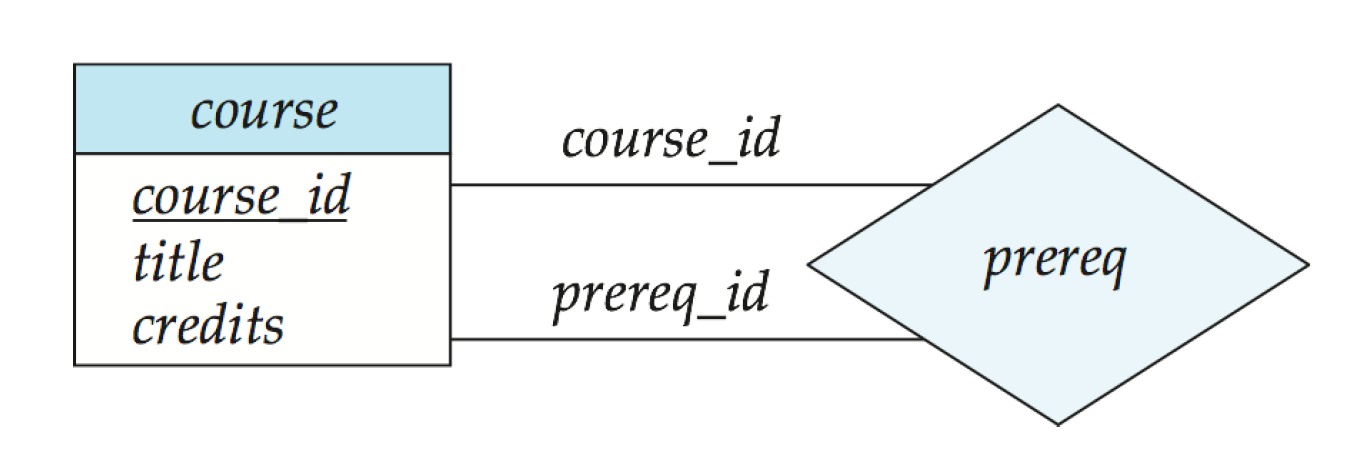 course
course_id
title
credits
course_id
prereq_id
prereq